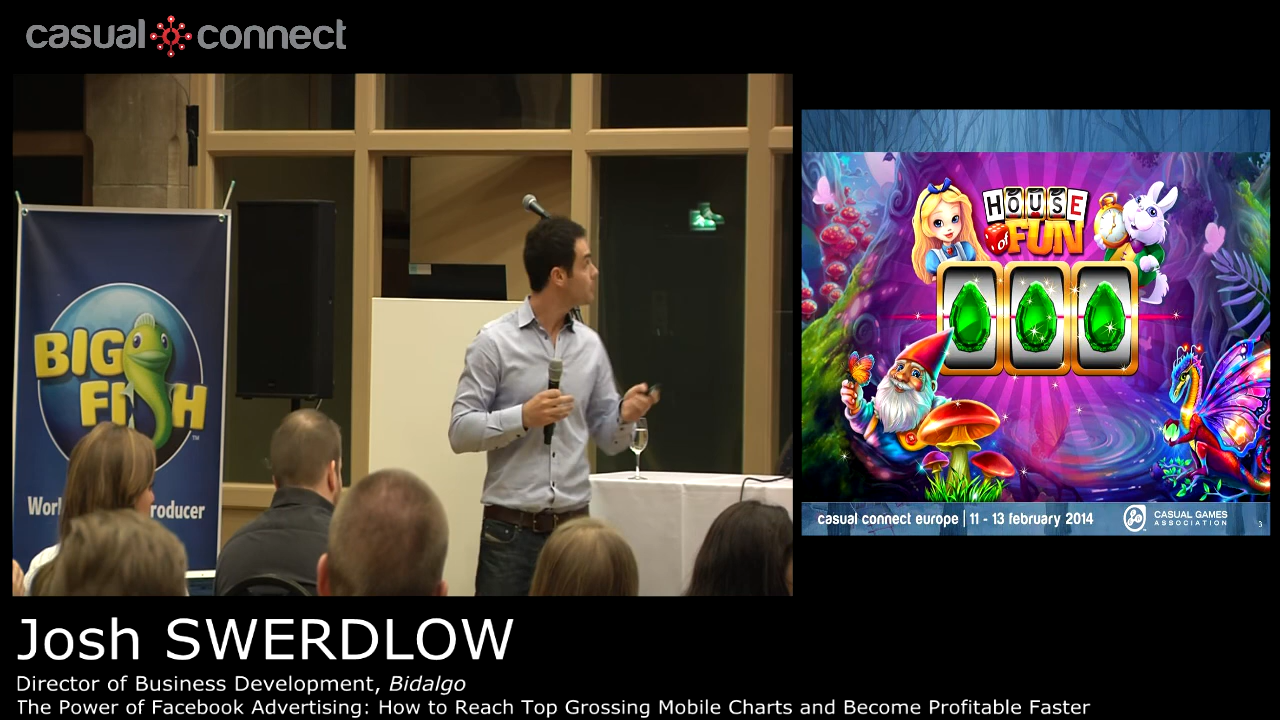 casual connect
BIG
FISH
TM
Wor
roducer
HOUSE
of FUN
casual connect europe | 11 - 13 february 2014
CASUAL GAMES
ASSOCIATION
3
Josh SWERDLOW
Director of Business Development, Bidalgo
The Power of Facebook Advertising: How to Reach Top Grossing Mobile Charts and Become Profitable Faster